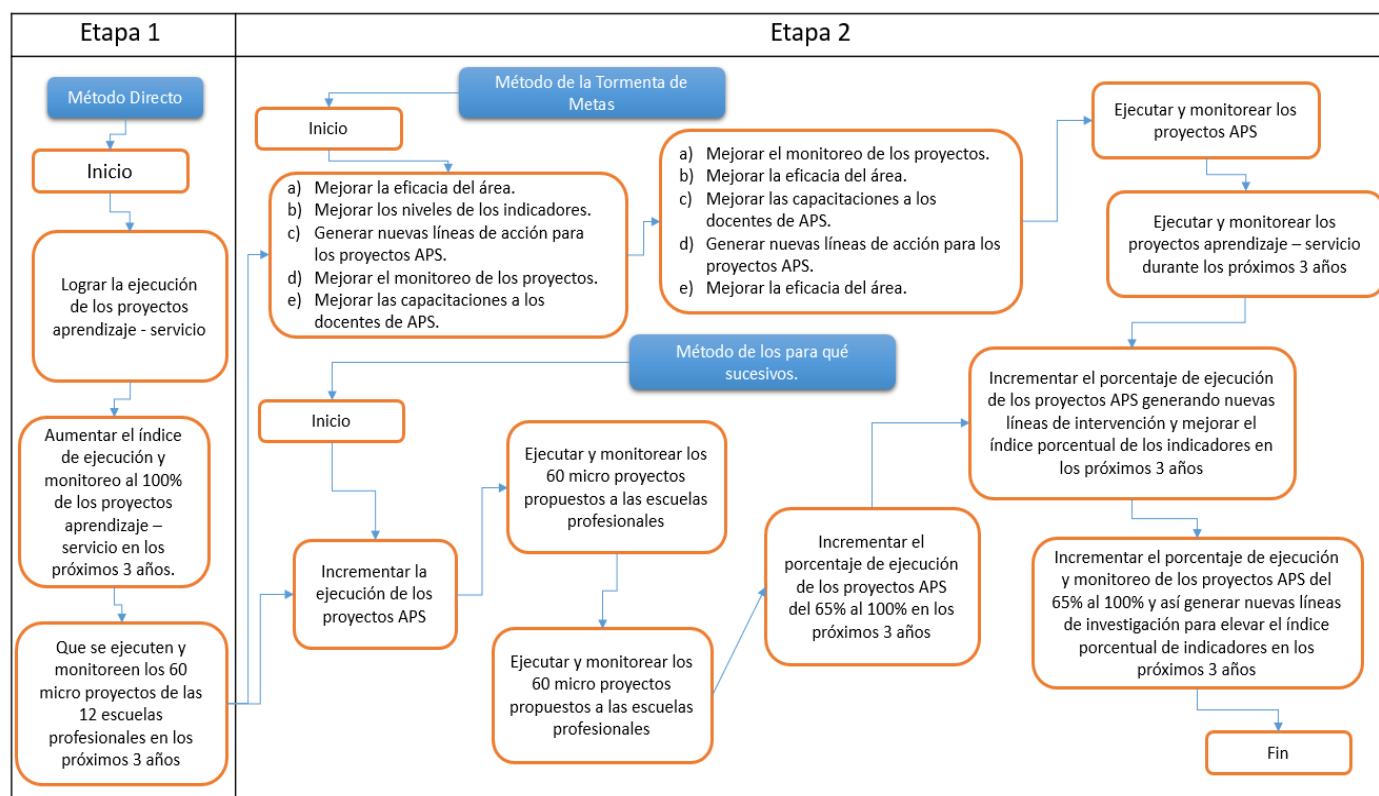 Etapa 1
Etapa 2
Método Directo
Inicio
Lograr la ejecución
de los proyectos
aprendizaje - servicio
Aumentar el índice
de ejecución y
monitoreo al 100%
de los proyectos
aprendizaje –
servicio en los
próximos 3 años.
Que se ejecuten y
monitoreen los 60
micro proyectos de las
12 escuelas
profesionales en los
próximos 3 años
Método de la Tormenta de
Metas
Inicio
a) Mejorar la eficacia del área.
b) Mejorar los niveles de los indicadores.
c) Generar nuevas líneas de acción para
los proyectos APS.
d) Mejorar el monitoreo de los proyectos.
e) Mejorar las capacitaciones a los
docentes de APS.
a) Mejorar el monitoreo de los proyectos.
b) Mejorar la eficacia del área.
c) Mejorar las capacitaciones a los
docentes de APS.
d) Generar nuevas líneas de acción para los
proyectos APS.
e) Mejorar la eficacia del área.
Ejecutar y monitorear los
proyectos APS
Ejecutar y monitorear los
proyectos aprendizaje – servicio
durante los próximos 3 años
Método de los para qué
sucesivos.
Inicio
Incrementar la
ejecución de los
proyectos APS
Ejecutar y monitorear los
60 micro proyectos
propuestos a las escuelas
profesionales
Ejecutar y monitorear los
60 micro proyectos
propuestos a las escuelas
profesionales
Incrementar el
porcentaje de ejecución
de los proyectos APS
del 65% al 100% en los
próximos 3 años
Incrementar el porcentaje de ejecución
de los proyectos APS generando nuevas
líneas de intervención y mejorar el
índice porcentual de los indicadores en
los próximos 3 años
Incrementar el porcentaje de ejecución
y monitoreo de los proyectos APS del
65% al 100% y así generar nuevas líneas
de investigación para elevar el índice
porcentual de indicadores en los
próximos 3 años
Fin